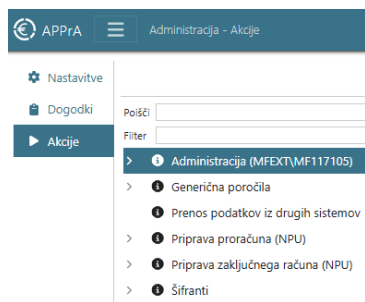 APPrA
Administracija - Akcije
Nastavitve
Dogodki
Akcije
Poišči
Filter
Administracija (MFEXT\MF117105)
Generična poročila
Prenos podatkov iz drugih sistemov
Priprava proračuna (NPU)
Priprava zaključnega računa (NPU)
Šifranti